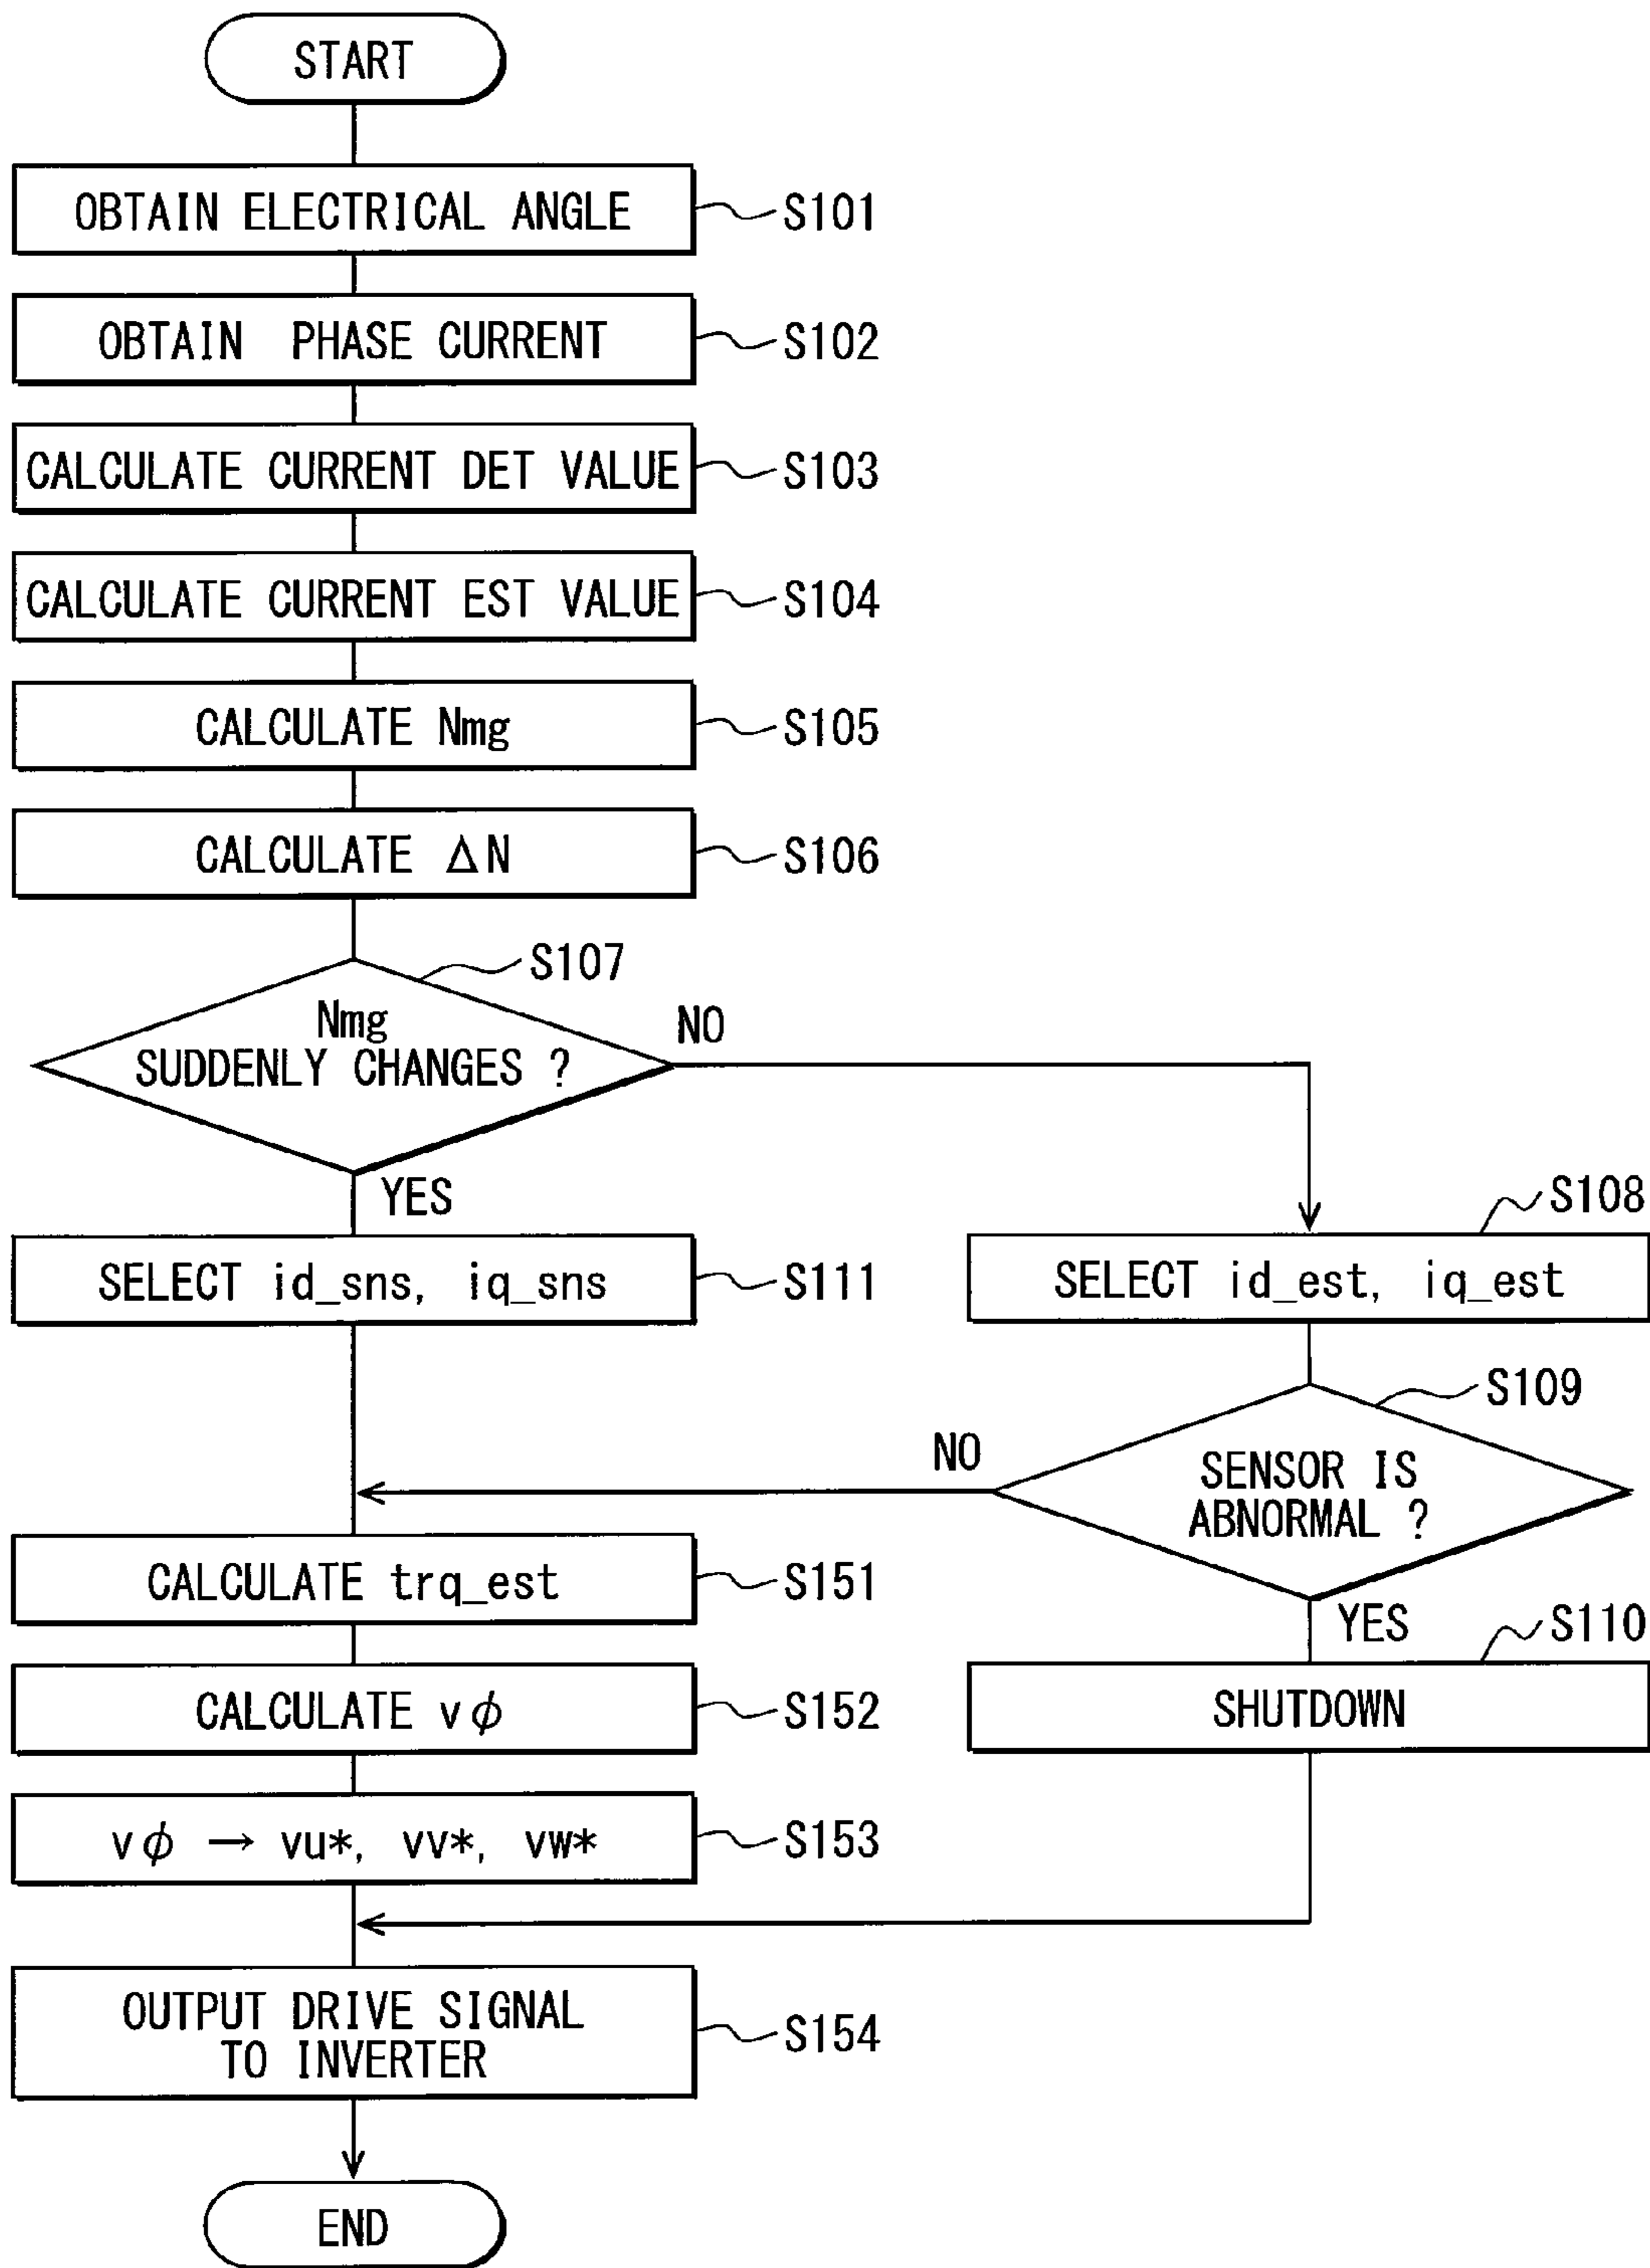 START
OBTAIN ELECTRICAL ANGLE
S101
OBTAIN PHASE CURRENT
S102
CALCULATE CURRENT DET VALUE
S103
CALCULATE CURRENT EST VALUE
S104
CALCULATE Nmg
S105
CALCULATE ΔN
S106
S107
Nmg
SUDDENLY CHANGES ?
NO
YES
S108
SELECT id_sns, iq_sns
S111
SELECT id_est, iq_est
S109
NO
SENSOR IS
ABNORMAL ?
CALCULATE trq_est
S151
YES
S110
CALCULATE vφ
S152
SHUTDOWN
vφ → vu*, vv*, vw*
S153
OUTPUT DRIVE SIGNAL
TO INVERTER
S154
END